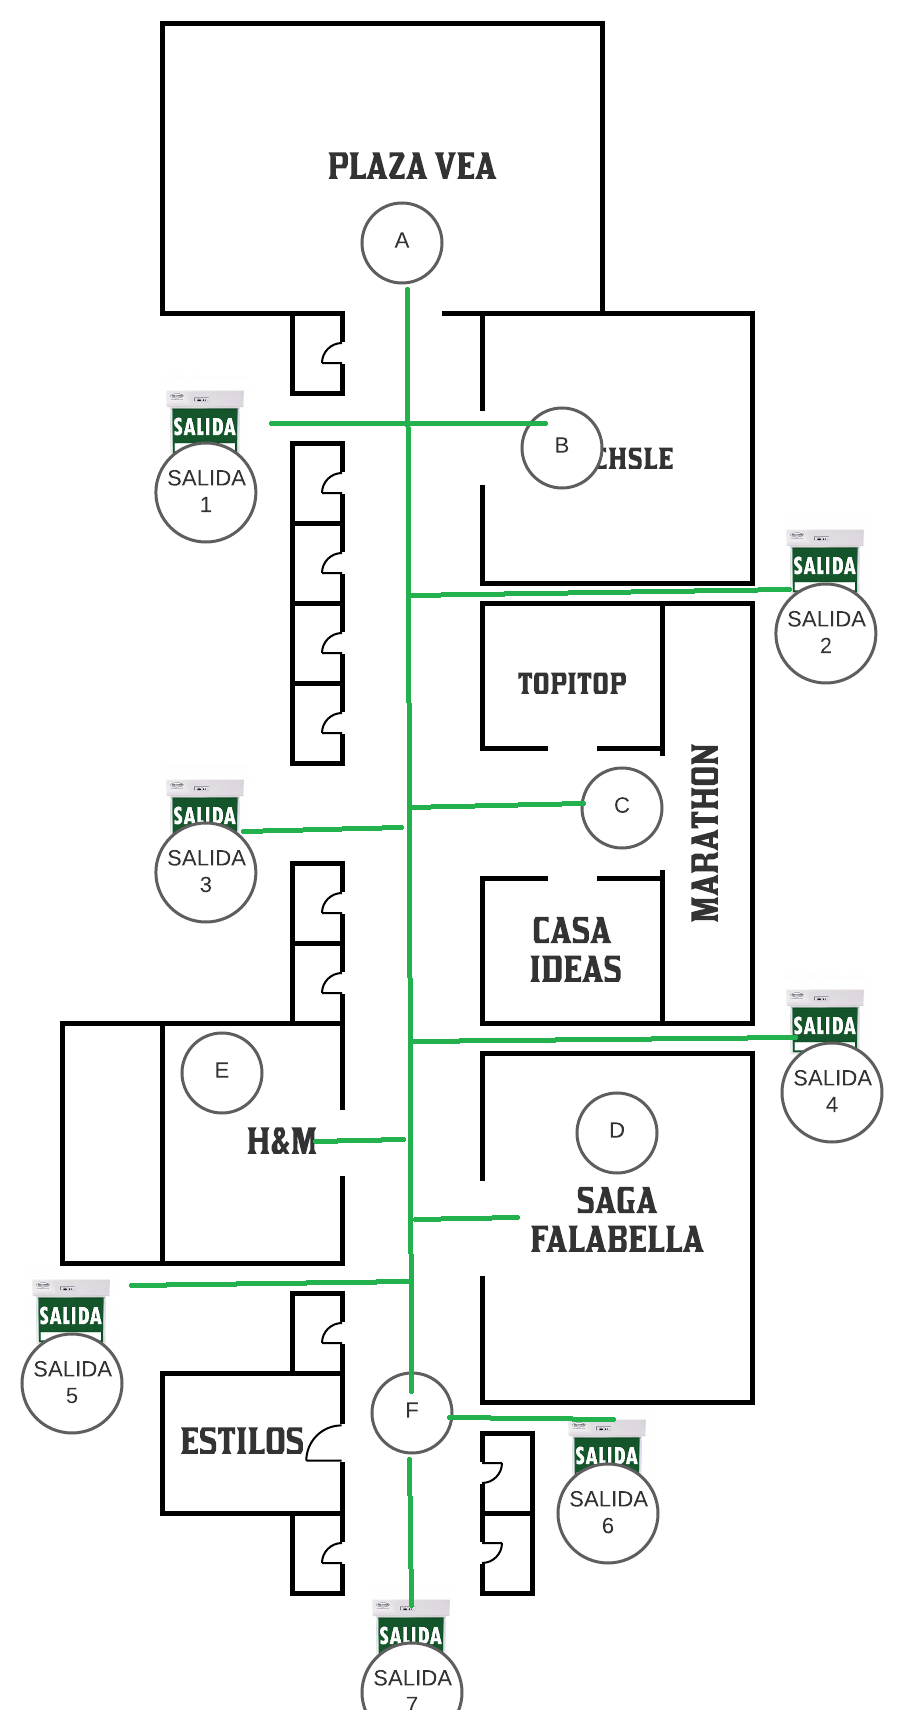 PLAZA VEA
A
SALIDA
SALIDA
1
B
CHSLE
SALIDA
SALIDA
2
TOPITOP
SALIDA
SALIDA
3
C
MARATHON
CASA
IDEAS
SALIDA
SALIDA
4
E
H&M
D
SAGA
FALABELLA
SALIDA
SALIDA
5
F
ESTILOS
SALIDA
SALIDA
6
SALIDA
SALIDA
7